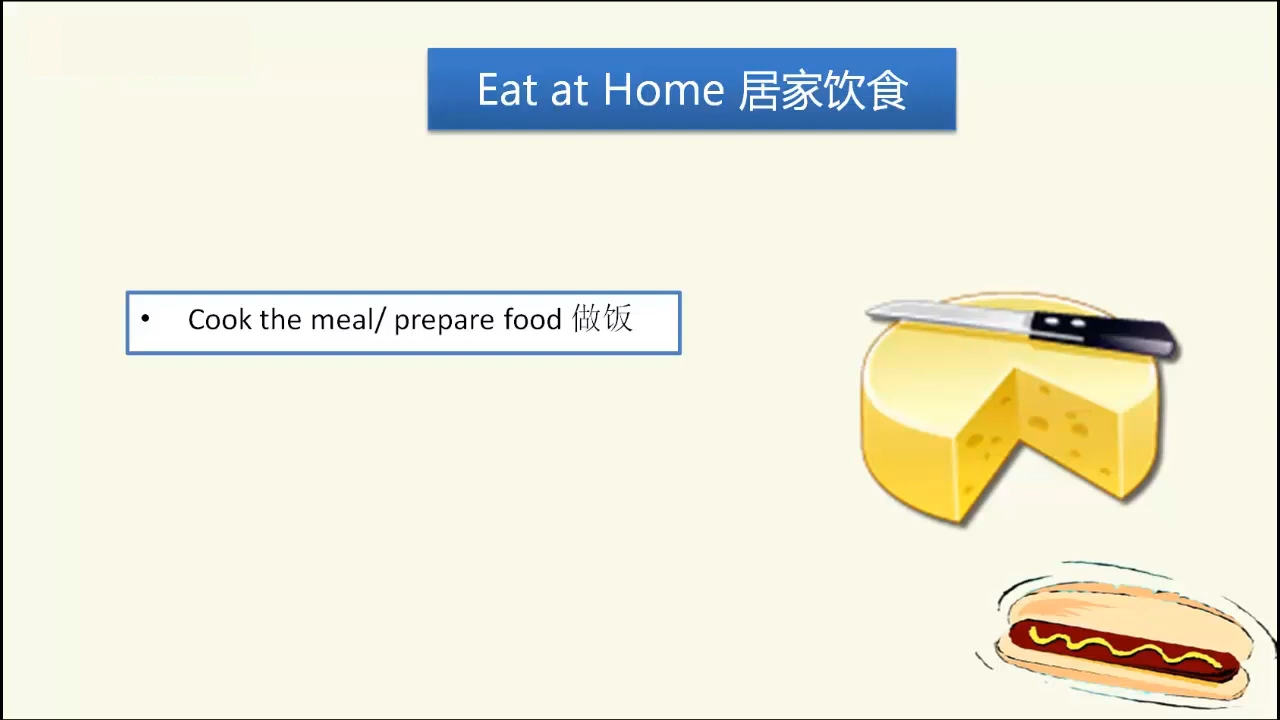 Eat at Home 居家饮食
• Cook the meal/ prepare food 做饭